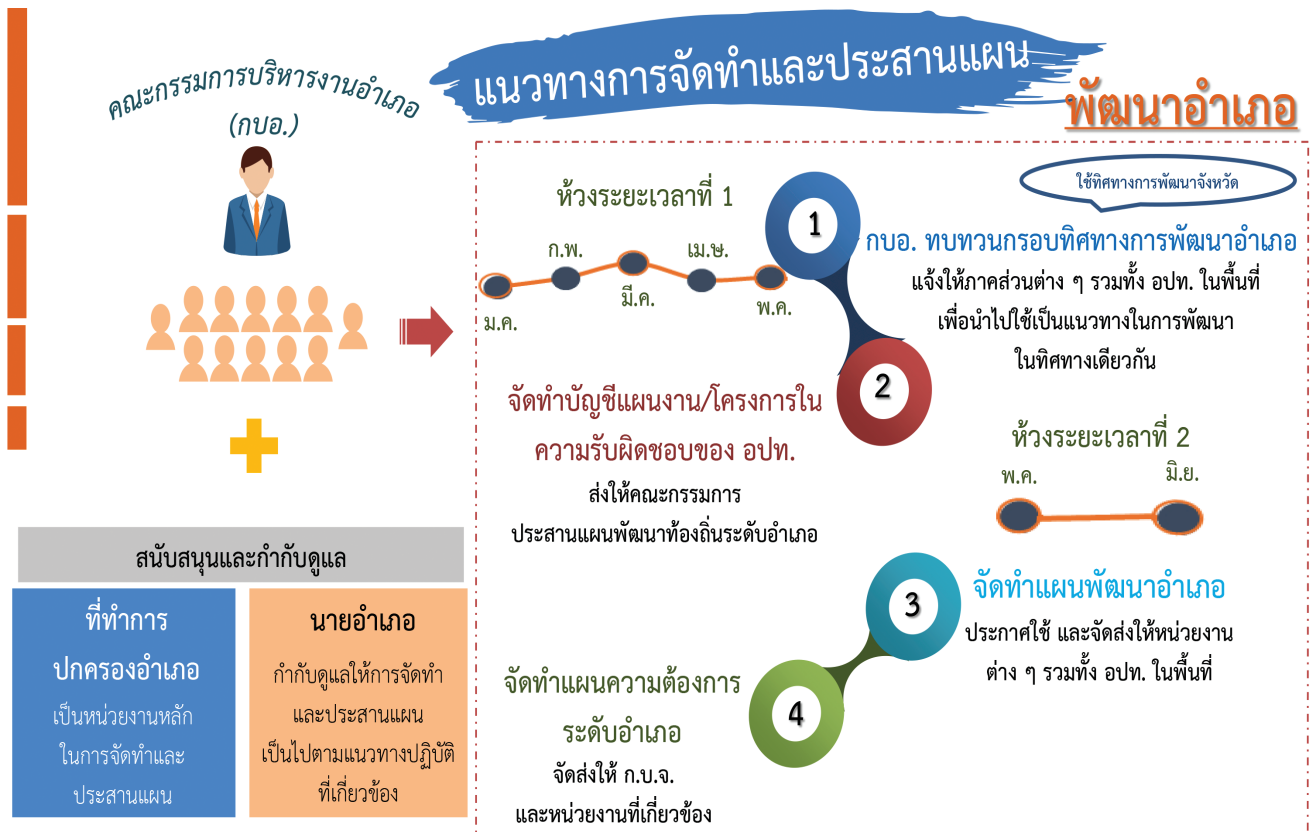 แนวทางการจัดทำและประสานแผน
พัฒนาอำเภอ
คณะกรรมการบริหารงานอำเภอ
(กบอ.)
สนับสนุนและกำกับดูแล
ที่ทำการ
ปกครองอำเภอ
เป็นหน่วยงานหลัก
ในการจัดทำและ
ประสานแผน
นายอำเภอ
กำกับดูแลให้การจัดทำ
และประสานแผน
เป็นไปตามแนวทางปฏิบัติ
ที่เกี่ยวข้อง
ห้วงระยะเวลาที่ 1
ม.ค.
ก.พ.
มี.ค.
เม.ษ.
พ.ค.
1
ใช้ทิศทางการพัฒนาจังหวัด
กบอ. ทบทวนกรอบทิศทางการพัฒนาอำเภอ
แจ้งให้ภาคส่วนต่าง ๆ รวมทั้ง อปท. ในพื้นที่
เพื่อนำไปใช้เป็นแนวทางในการพัฒนา
ในทิศทางเดียวกัน
2
จัดทำบัญชีแผนงาน/โครงการใน
ความรับผิดชอบของ อปท.
ส่งให้คณะกรรมการ
ประสานแผนพัฒนาท้องถิ่นระดับอำเภอ
ห้วงระยะเวลาที่ 2
พ.ค.
มิ.ย.
3
จัดทำแผนพัฒนาอำเภอ
ประกาศใช้ และจัดส่งให้หน่วยงาน
ต่าง ๆ รวมทั้ง อปท. ในพื้นที่
4
จัดทำแผนความต้องการ
ระดับอำเภอ
จัดส่งให้ ก.บ.จ.
และหน่วยงานที่เกี่ยวข้อง